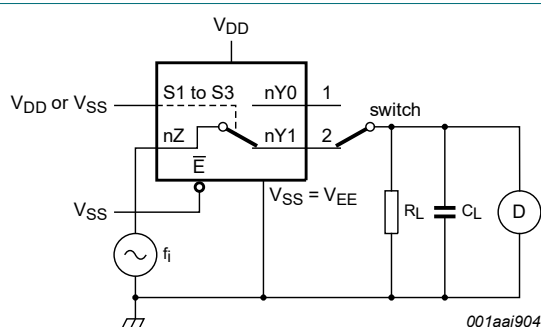 VDD
S1 to S3
nY0
1
VDD or VSS
switch
nZ
nY1
2
E̅
VSS = VEE
VSS
RL
CL
D
fi
001aaj904